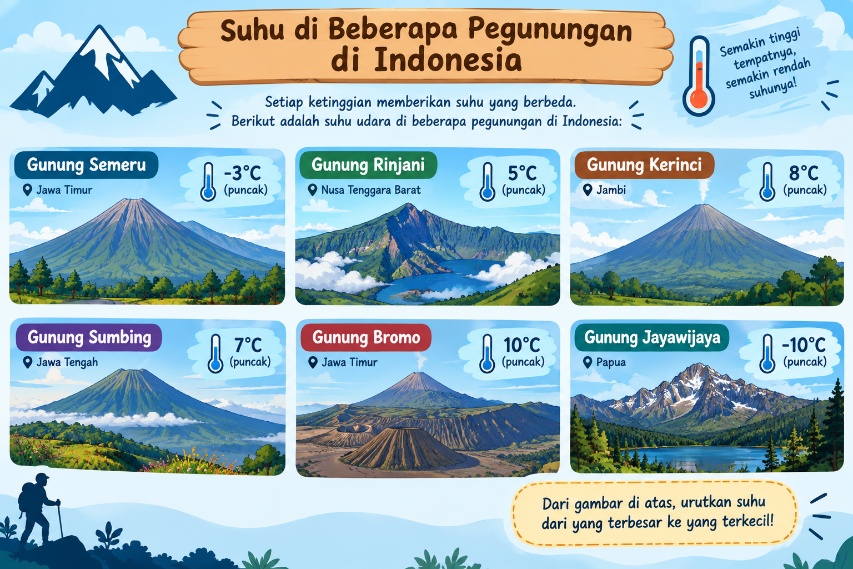 Suhu di Beberapa Pegunungan
di Indonesia
Semakin tinggi
tempatnya,
semakin rendah
suhunya!
Setiap ketinggian memberikan suhu yang berbeda.
Berikut adalah suhu udara di beberapa pegunungan di Indonesia:
Gunung Semeru
Jawa Timur
-3°C
(puncak)
Gunung Rinjani
Nusa Tenggara Barat
5°C
(puncak)
Gunung Kerinci
Jambi
8°C
(puncak)
Gunung Sumbing
Jawa Tengah
7°C
(puncak)
Gunung Bromo
Jawa Timur
10°C
(puncak)
Gunung Jayawijaya
Papua
-10°C
(puncak)
Dari gambar di atas, urutkan suhu
dari yang terbesar ke yang terkecil!